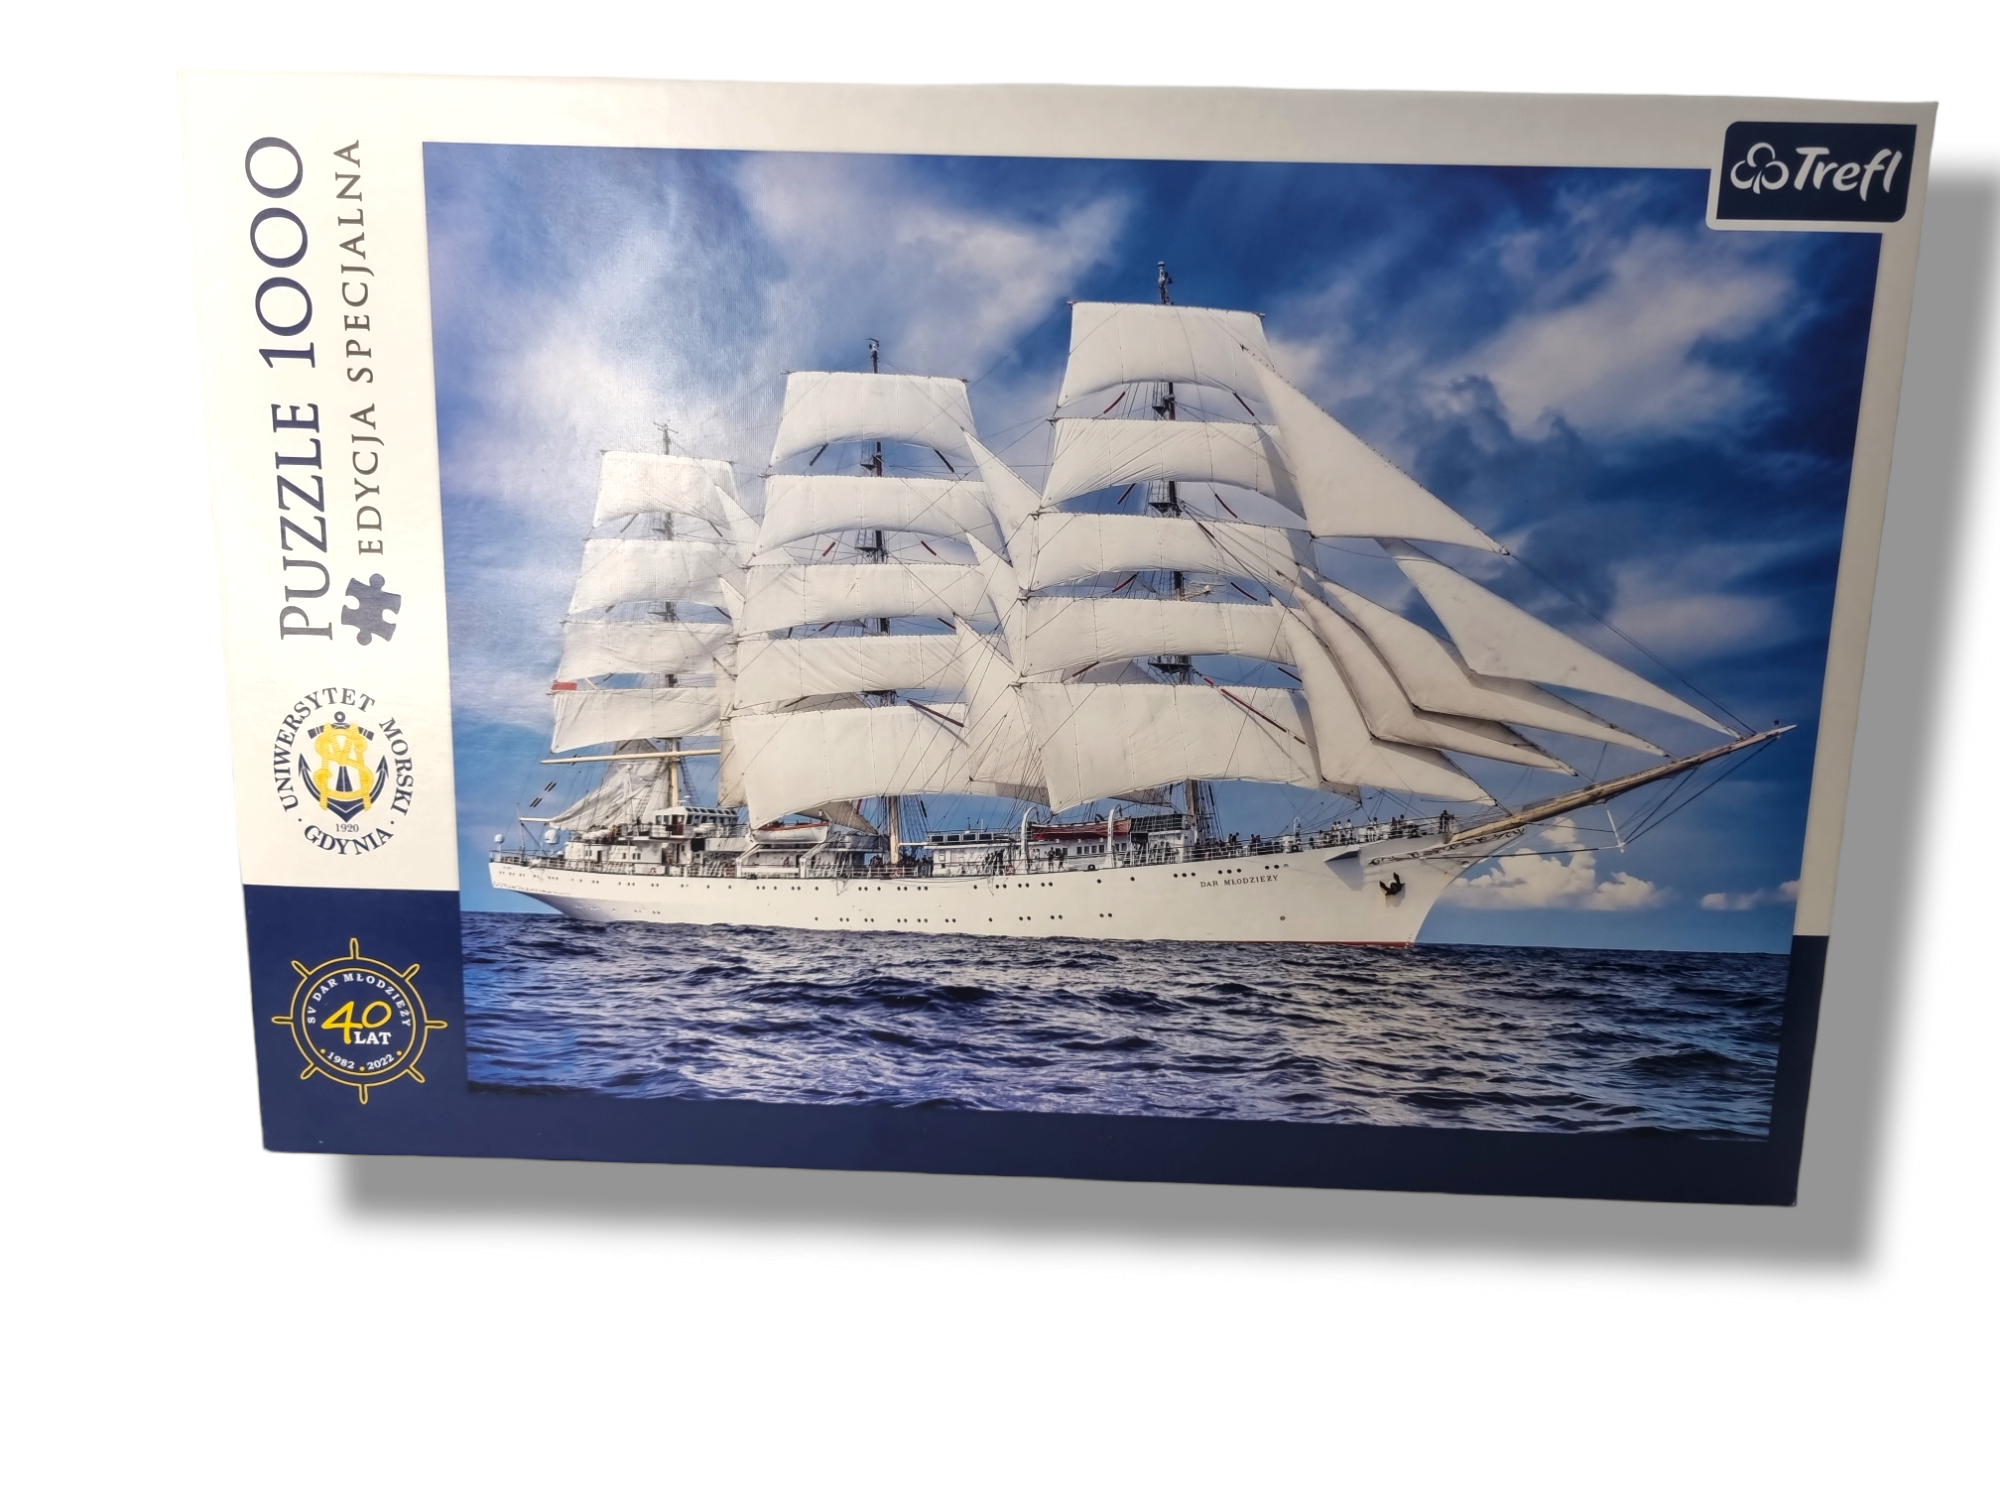 PUZZLE 1000
EDYCJA SPECJALNA
Trefl
UNIWERSYTET MORSKI
1920
· GDYNIA ·
DAR MŁODZIEŻY
SV DAR MŁODZIEŻY
40
LAT
· 1982 · 2022 ·